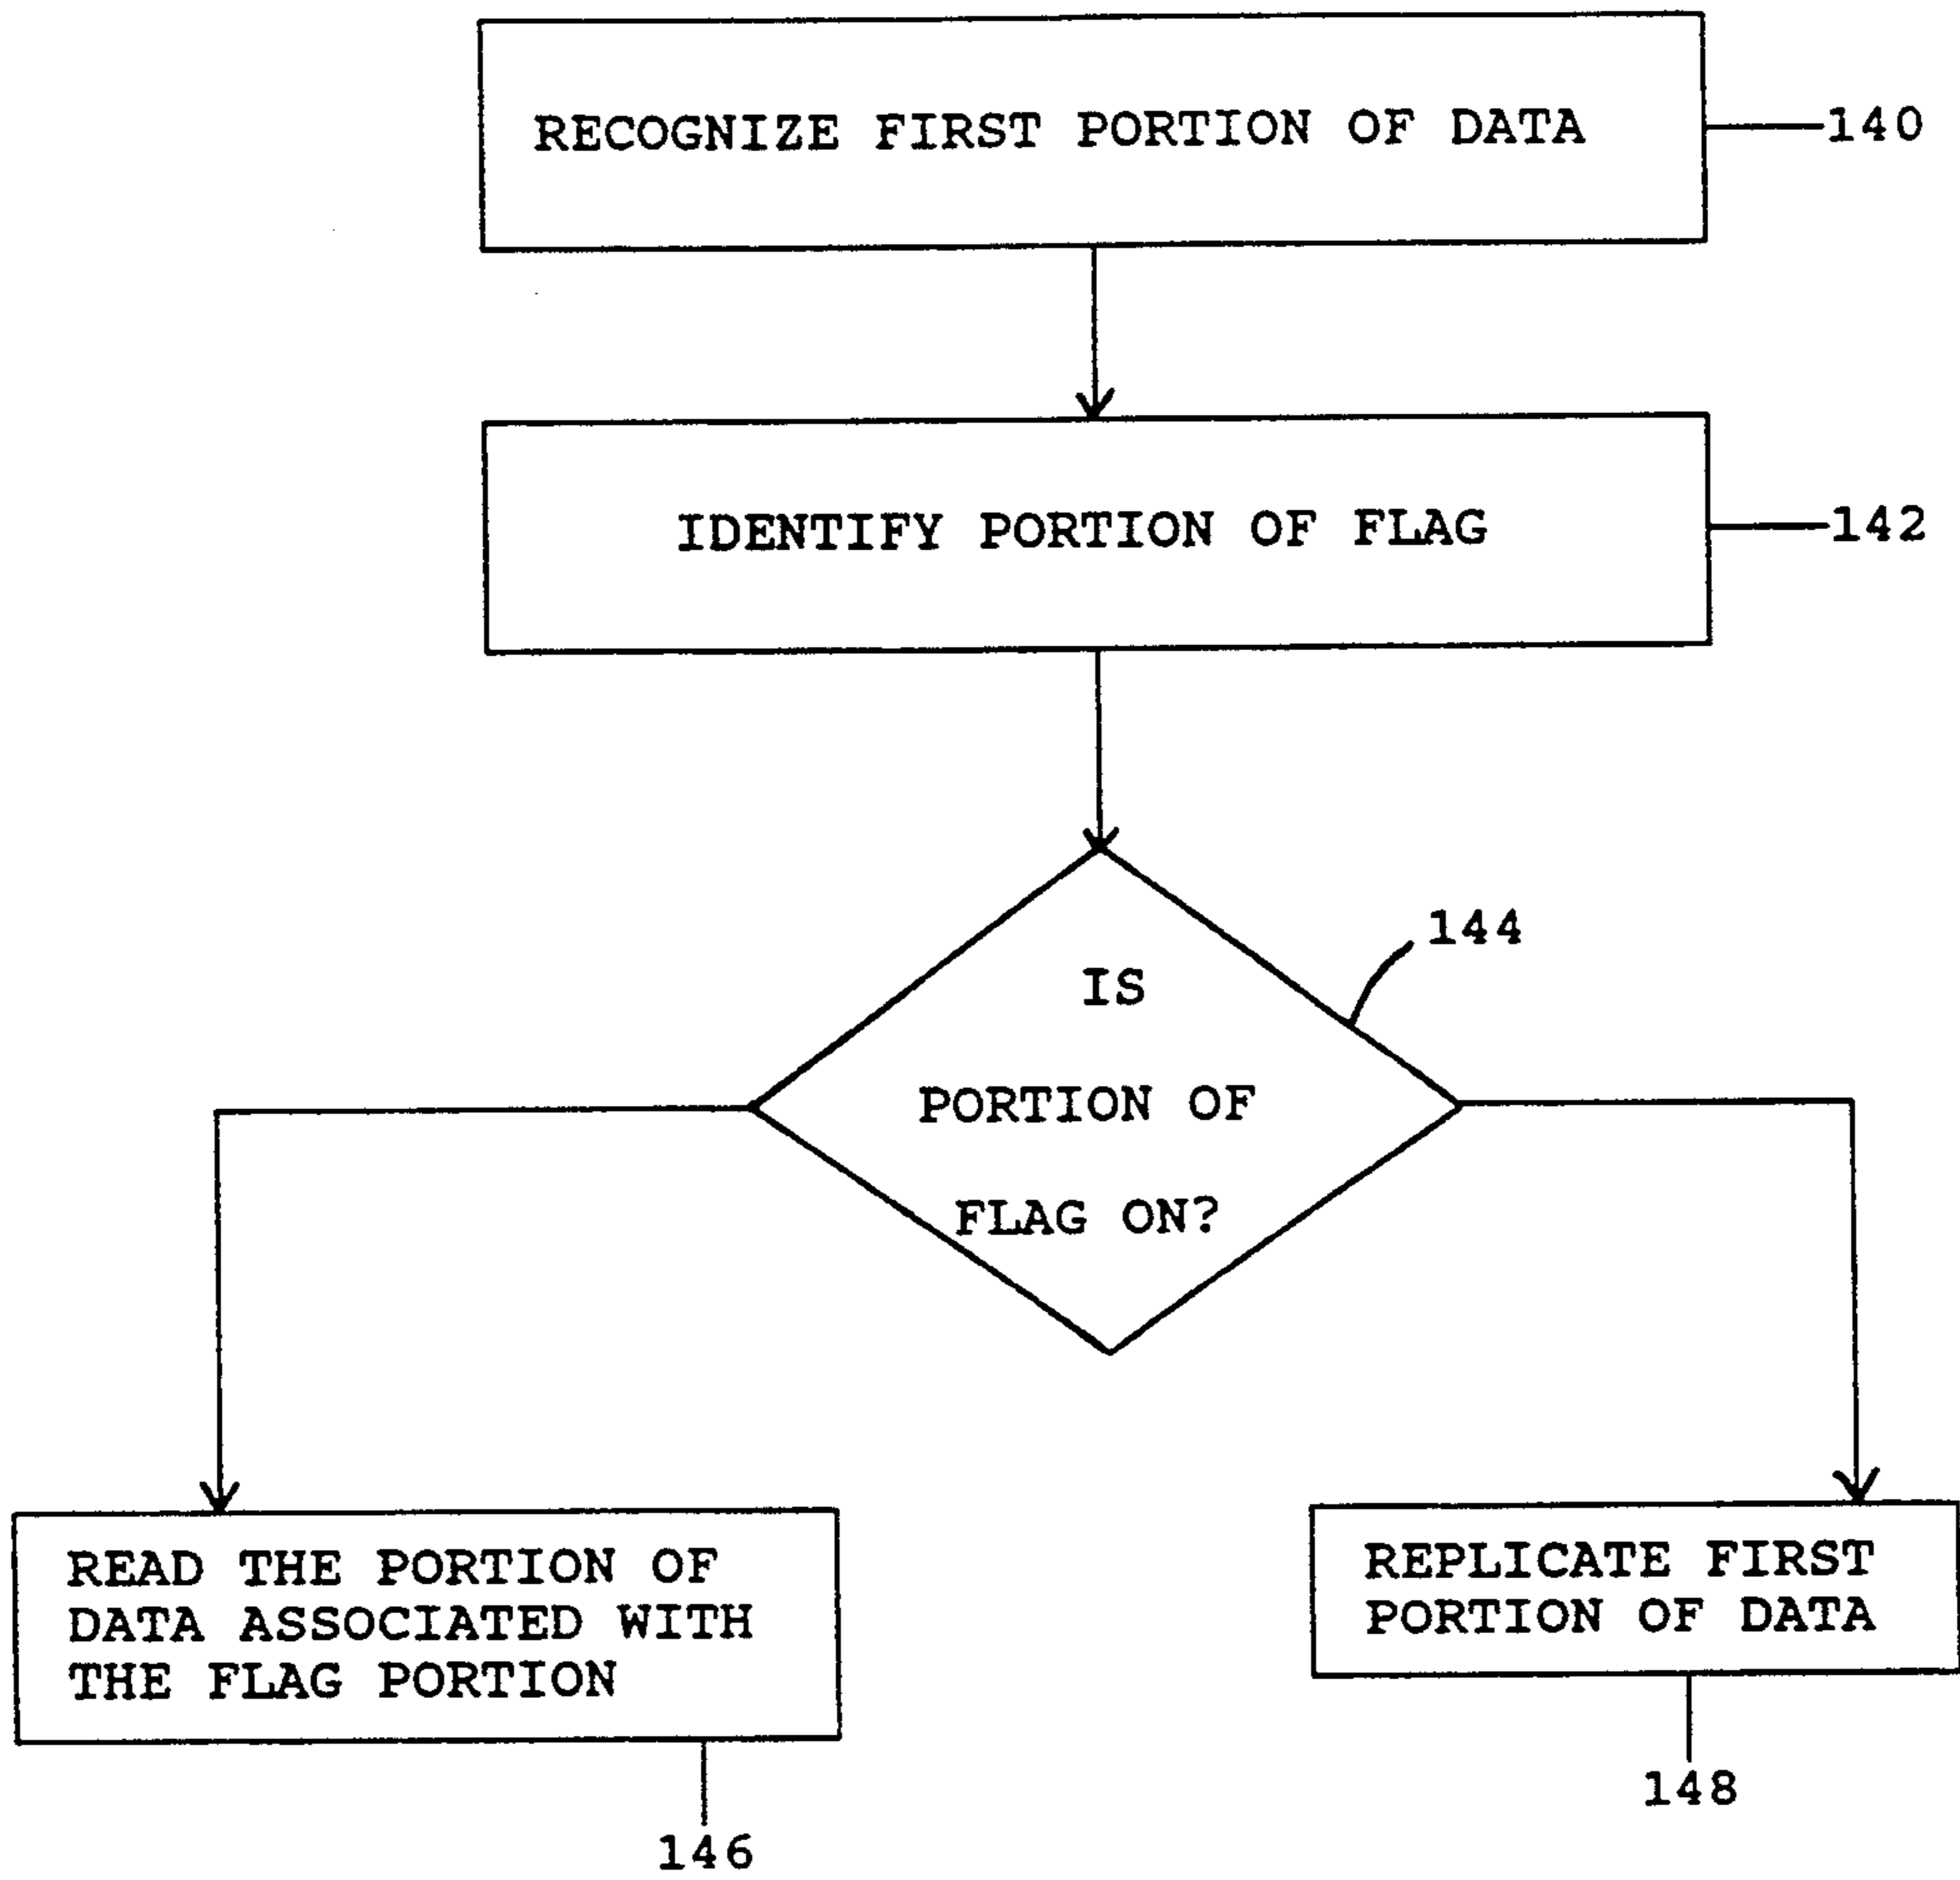 RECOGNIZE FIRST PORTION OF DATA
140
IDENTIFY PORTION OF FLAG
142
144
IS
PORTION OF
FLAG ON?
READ THE PORTION OF
DATA ASSOCIATED WITH
THE FLAG PORTION
146
REPLICATE FIRST
PORTION OF DATA
148